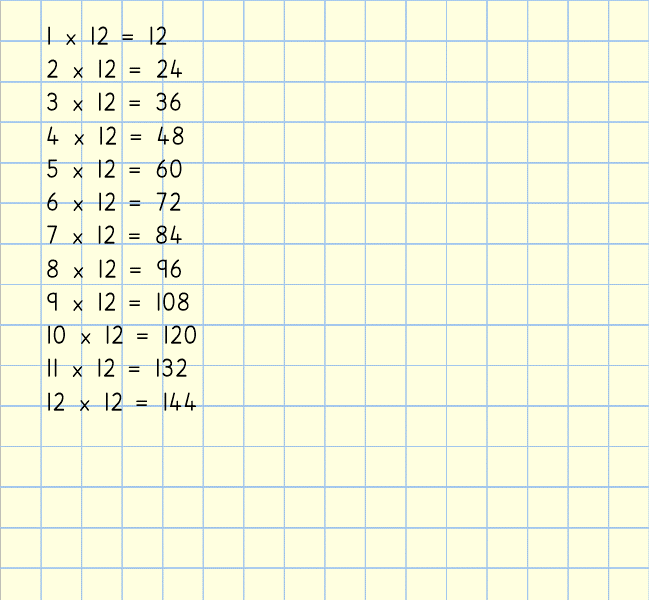 1 x 12 = 12
2 x 12 = 24
3 x 12 = 36
4 x 12 = 48
5 x 12 = 60
6 x 12 = 72
7 x 12 = 84
8 x 12 = 96
9 x 12 = 108
10 x 12 = 120
11 x 12 = 132
12 x 12 = 144